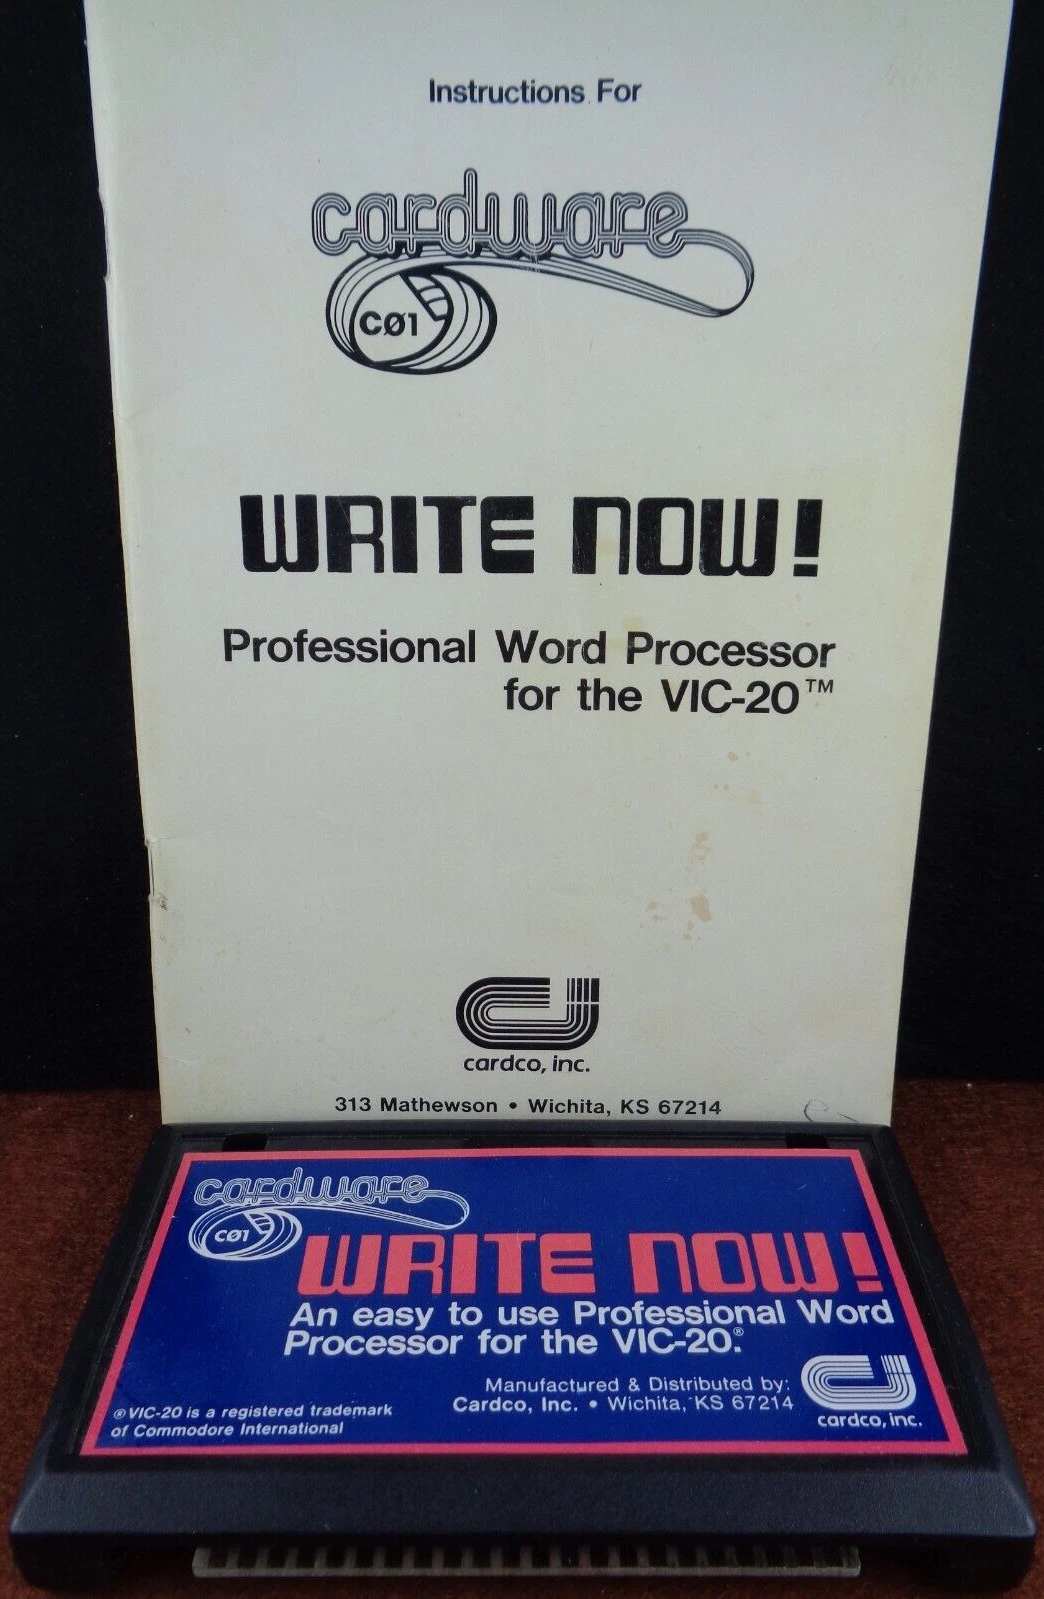 Instructions For
cardware
CØ1
WRITE NOW!
Professional Word Processor
for the VIC-20™
cardco, inc.
313 Mathewson • Wichita, KS 67214
cardware
CØ1
WRITE NOW!
An easy to use Professional Word
Processor for the VIC-20.®
Manufactured & Distributed by:
Cardco, Inc. • Wichita, KS 67214
cardco, inc.
®VIC-20 is a registered trademark
of Commodore International